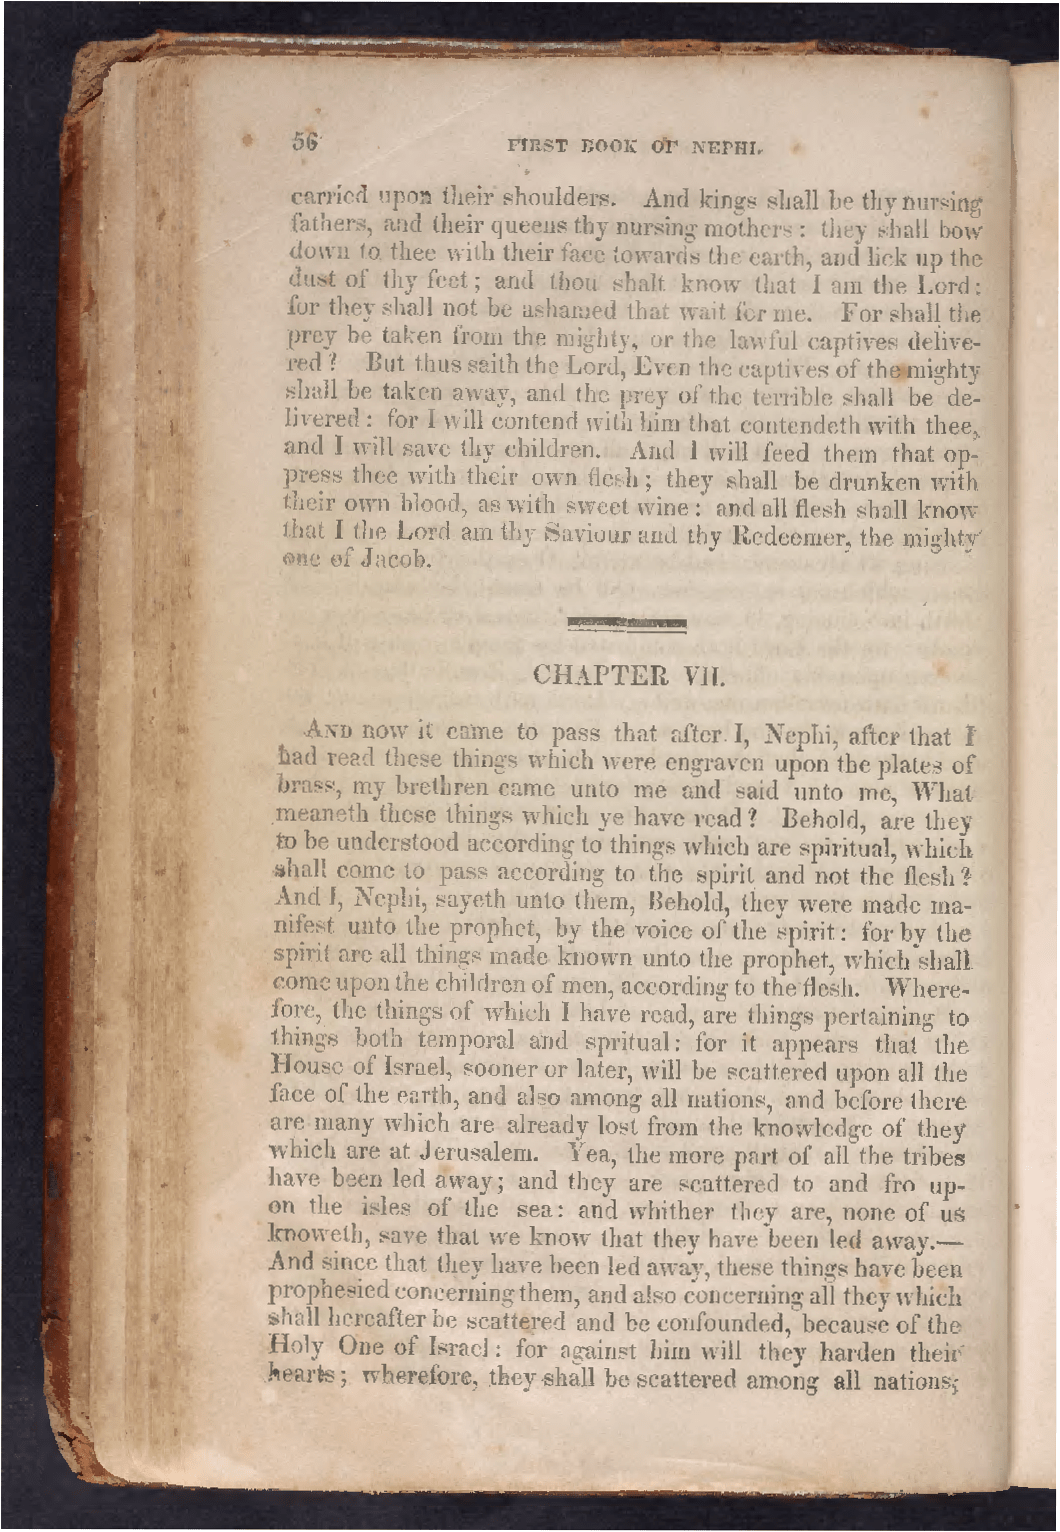 56 FIRST BOOK OF NEPHI.
carried upon their shoulders. And kings shall be thy nursing
fathers, and their queens thy nursing mothers : they shall bow
down to thee with their face towards the earth, and lick up the
dust of thy feet ; and thou shalt know that I am the Lord :
for they shall not be ashamed that wait for me. For shall the
prey be taken from the mighty, or the lawful captives delive-
red ? But thus saith the Lord, Even the captives of the mighty
shall be taken away, and the prey of the terrible shall be de-
livered : for I will contend with him that contendeth with thee,
and I will save thy children. And I will feed them that op-
press thee with their own flesh ; they shall be drunken with
their own blood, as with sweet wine : and all flesh shall know
that I the Lord am thy Saviour and thy Redeemer, the mighty
one of Jacob.
CHAPTER VII.
AND now it came to pass that after I, Nephi, after that I
had read these things which were engraven upon the plates of
brass, my brethren came unto me and said unto me, What
meaneth these things which ye have read ? Behold, are they
to be understood according to things which are spiritual, which
shall come to pass according to the spirit and not the flesh ?
And I, Nephi, sayeth unto them, Behold, they were made ma-
nifest unto the prophet, by the voice of the spirit : for by the
spirit are all things made known unto the prophet, which shall
come upon the children of men, according to the flesh. Where-
fore, the things of which I have read, are things pertaining to
things both temporal and spritual : for it appears that the
House of Israel, sooner or later, will be scattered upon all the
face of the earth, and also among all nations, and before there
are many which are already lost from the knowledge of they
which are at Jerusalem. Yea, the more part of all the tribes
have been led away ; and they are scattered to and fro up-
on the isles of the sea : and whither they are, none of us
knoweth, save that we know that they have been led away.—
And since that they have been led away, these things have been
prophesied concerning them, and also concerning all they which
shall hereafter be scattered and be confounded, because of the
Holy One of Israel : for against him will they harden their
hearts ; wherefore, they shall be scattered among all nations;